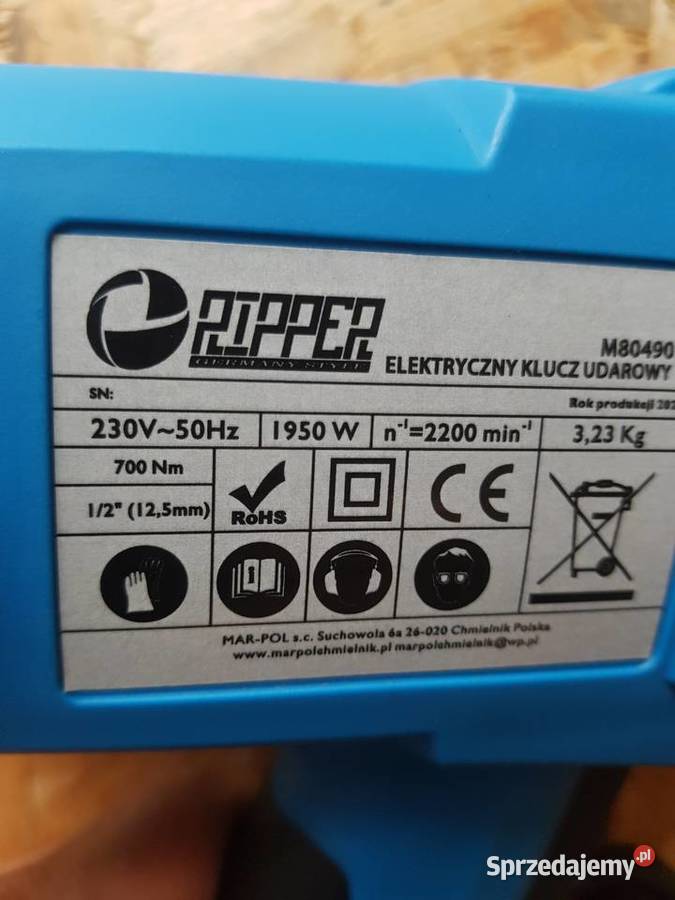 RIPPER
GERMANY STYLE
M80490
ELEKTRYCZNY KLUCZ UDAROWY
SN:
Rok produkcji 202
230V~50Hz 1950 W n⁻¹=2200 min⁻¹ 3,23 Kg
700 Nm
1/2" (12,5mm)
RoHS
CE
MAR-POL s.c. Suchowola 6a 26-020 Chmielnik Polska
www.marpolchmielnik.pl marpolchmielnik@wp.pl
Sprzedajemy.pl